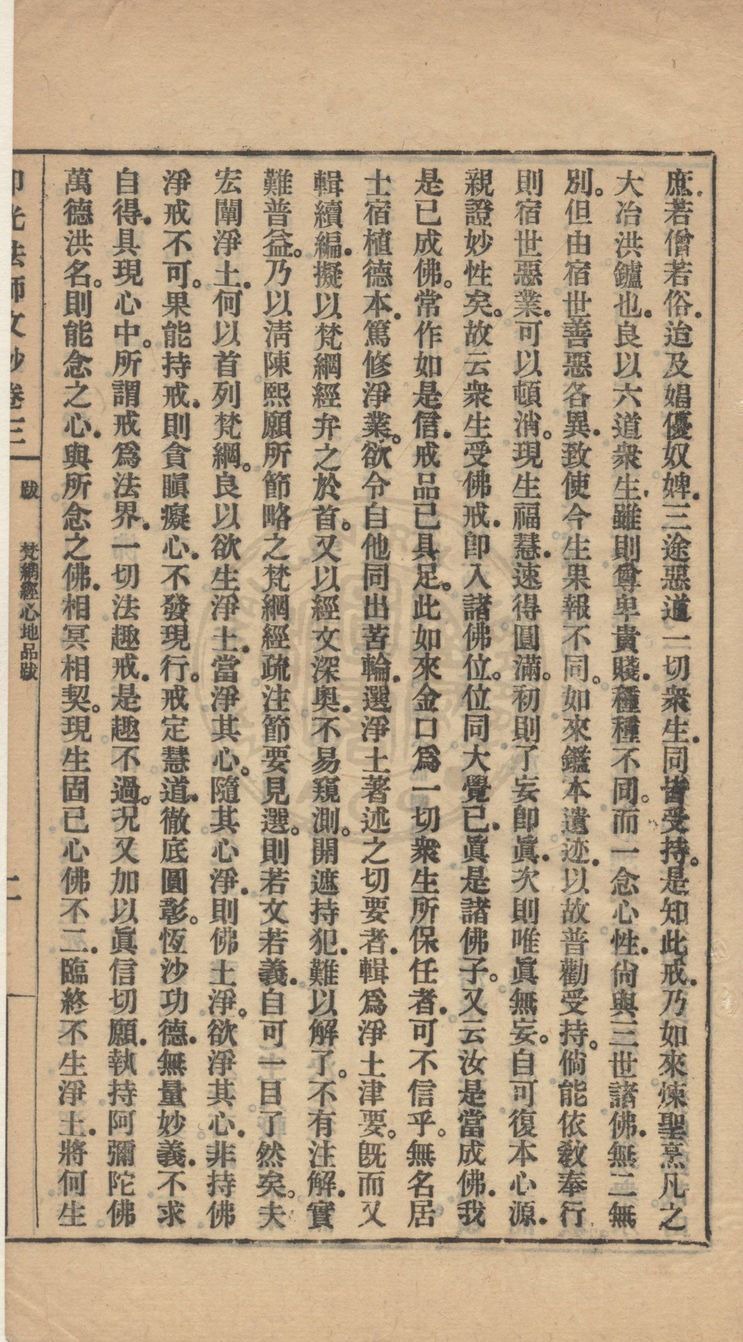 庶若僧若俗。迨及娼優奴婢。三途惡道一切衆生。同皆受持。是知此戒。乃如來煉聖烹凡之
大冶洪鑪也。良以六道衆生。雖則尊卑貴賤。種種不同。而一念心性。尙與三世諸佛。無二無
別。但由宿世善惡各異。致使今生果報不同。如來鑑本遺迹。以故普勸受持。倘能依教奉行
則宿世惡業。可以頓消。現生福慧。速得圓滿。初則了妄卽眞。次則唯眞無妄。自可復本心源。
親證妙性矣。故云衆生受佛戒。卽入諸佛位。位同大覺已。眞是諸佛子。又云汝是當成佛。我
是已成佛。常作如是信。戒品已具足。此如來金口爲一切衆生所保任者。可不信乎。無名居
士宿植德本。篤修淨業。欲令自他同出苦輪。選淨土著述之切要者。輯爲淨土津要。旣而又
輯續編。擬以梵網經弁之於首。又以經文深奧。不易窺測。開遮持犯。難以解了。不有注解。實
難普益。乃以淸陳熙願所節略之梵網經疏注節要見選。則若文若義。自可一目了然矣。夫
宏闡淨土。何以首列梵網。良以欲生淨土。當淨其心。隨其心淨。則佛土淨。欲淨其心。非持佛
淨戒不可。果能持戒。則貪瞋癡心。不發現行。戒定慧道。徹底圓彰。恆沙功德。無量妙義。不求
自得。具現心中。所謂戒爲法界。一切法趣戒。是趣不過。況又加以眞信切願。執持阿彌陀佛
萬德洪名。則能念之心。與所念之佛。相冥相契。現生固已心佛不二。臨終不生淨土。將何生
印光法師文鈔卷三 跋 梵網經心地品跋 二